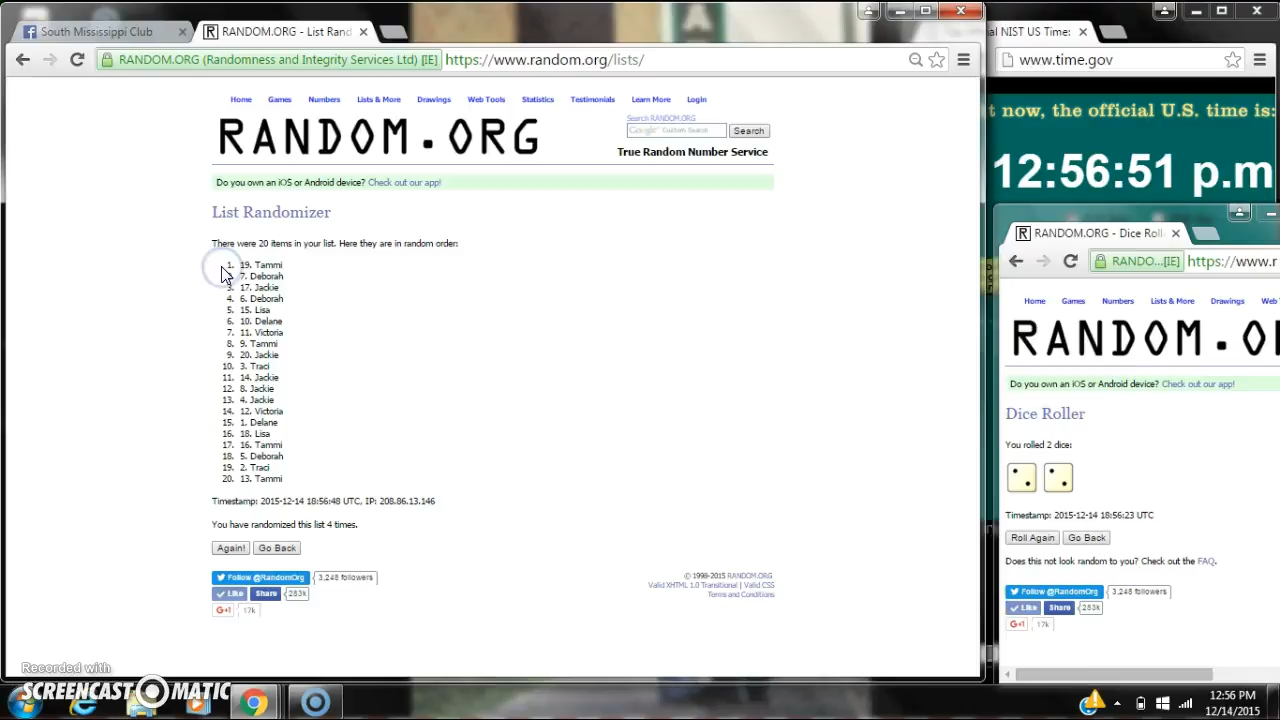 South Mississippi Club
RANDOM.ORG - List Rand
RANDOM.ORG (Randomness and Integrity Services Ltd) [IE]
https://www.random.org/lists/
Home Games Numbers Lists & More Drawings Web Tools Statistics Testimonials Learn More Login
RANDOM.ORG
Search RANDOM.ORG
Google Custom Search
Search
True Random Number Service
Do you own an iOS or Android device? Check out our app!
List Randomizer
There were 20 items in your list. Here they are in random order:
1. 19. Tammi
7. Deborah
3. 17. Jackie
4. 6. Deborah
5. 15. Lisa
6. 10. Delane
7. 11. Victoria
8. 9. Tammi
9. 20. Jackie
10. 3. Traci
11. 14. Jackie
12. 8. Jackie
13. 4. Jackie
14. 12. Victoria
15. 1. Delane
16. 18. Lisa
17. 16. Tammi
18. 5. Deborah
19. 2. Traci
20. 13. Tammi
Timestamp: 2015-12-14 18:56:48 UTC, IP: 208.86.13.146
You have randomized this list 4 times.
Again! Go Back
Follow @RandomOrg 3,248 followers
Like Share 283k
G+1 17k
© 1998-2015 RANDOM.ORG
Valid XHTML 1.0 Transitional | Valid CSS
Terms and Conditions
al NIST US Time:
www.time.gov
t now, the official U.S. time is:
12:56:51 p.m
RANDOM.ORG - Dice Roll
RANDO...[IE] https://www.r
Home Games Numbers Lists & More Drawings Web T
RANDOM.O
Do you own an iOS or Android device? Check out our app!
Dice Roller
You rolled 2 dice:
Timestamp: 2015-12-14 18:56:23 UTC
Roll Again Go Back
Does this not look random to you? Check out the FAQ.
Follow @RandomOrg 3,248 followers
Like Share 283k
G+1 17k
Recorded with
SCREENCAST-O-MATIC
12:56 PM
12/14/2015